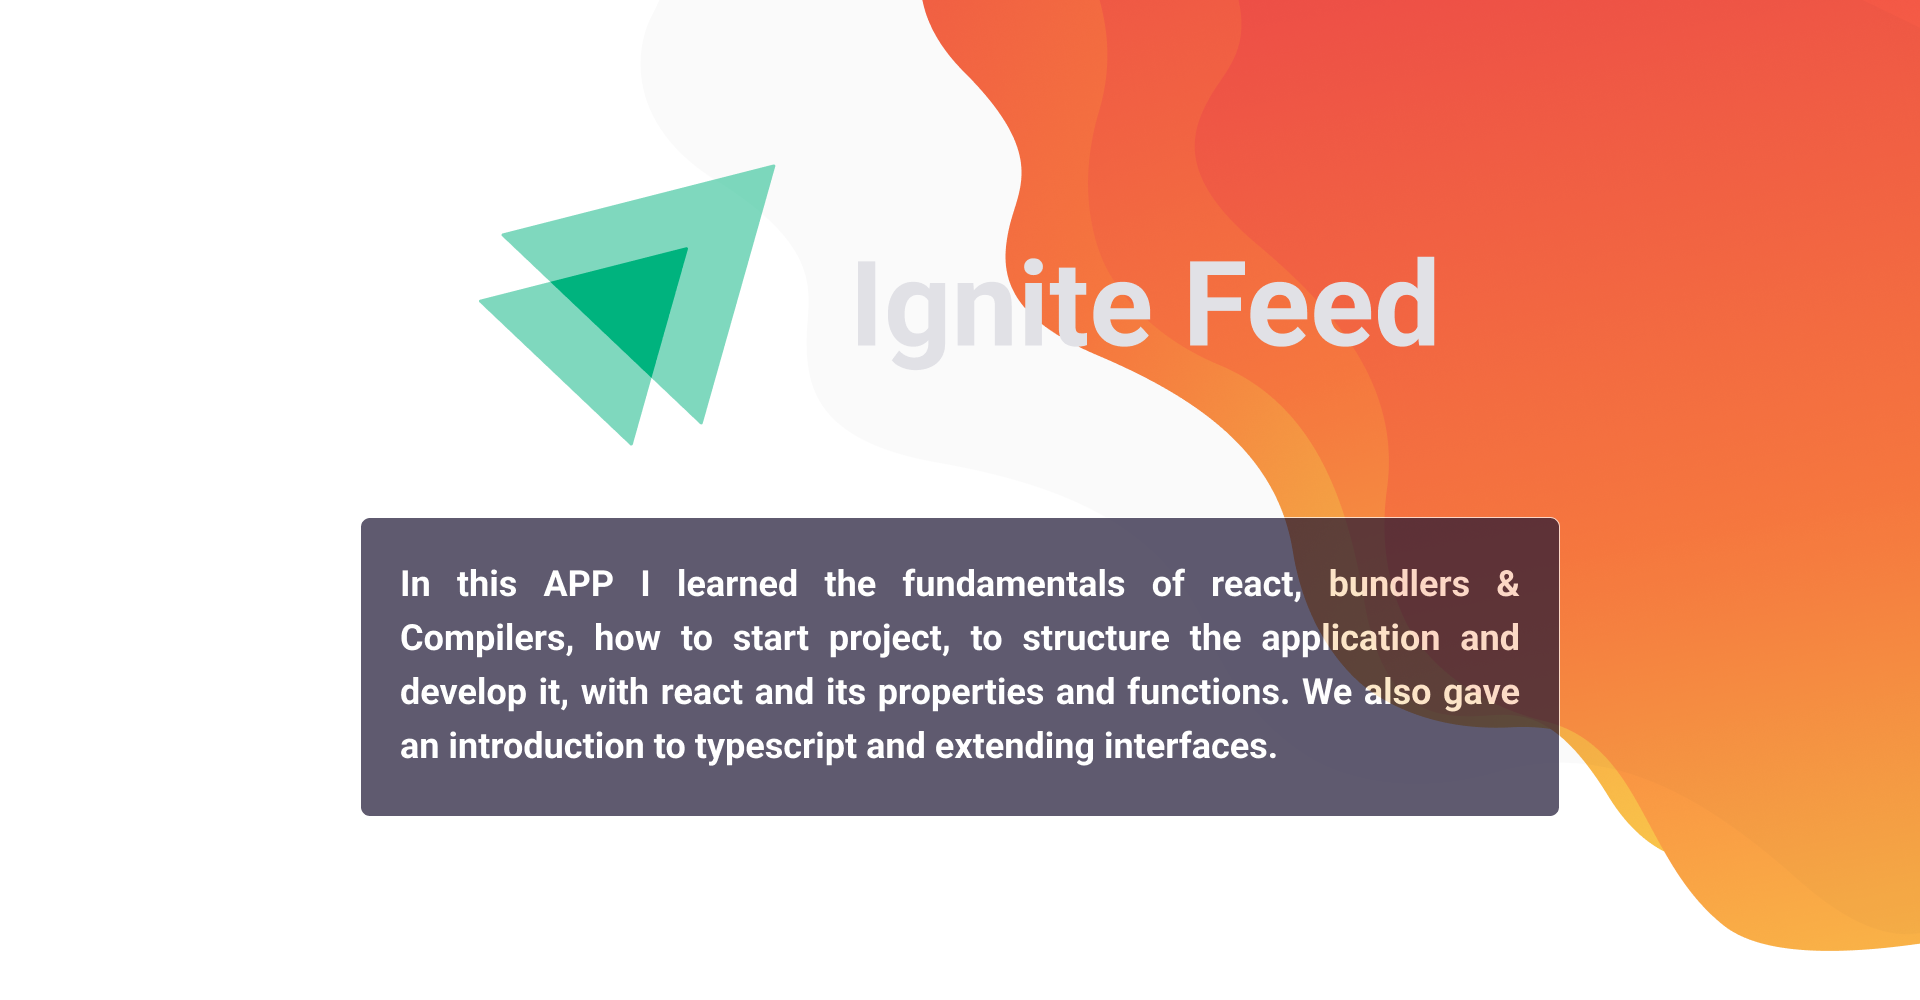 Ignite Feed
In this APP I learned the fundamentals of react, bundlers &
Compilers, how to start project, to structure the application and
develop it, with react and its properties and functions. We also gave
an introduction to typescript and extending interfaces.